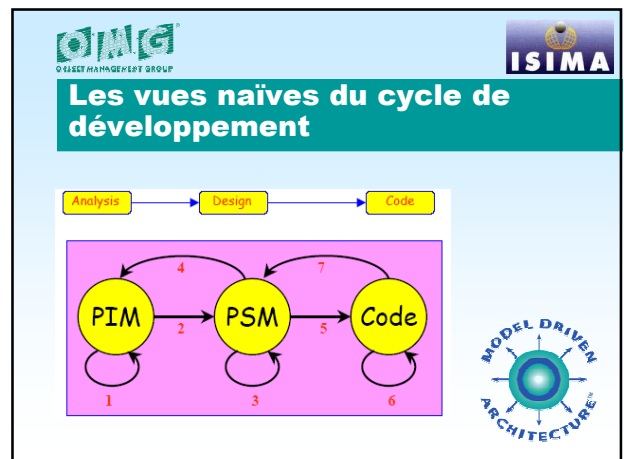 OMG
OBJECT MANAGEMENT GROUP
ISIMA
Les vues naïves du cycle de
développement
Analysis Design Code
4 7
PIM 2 PSM 5 Code
1 3 6
MODEL DRIVEN
ARCHITECTURE™